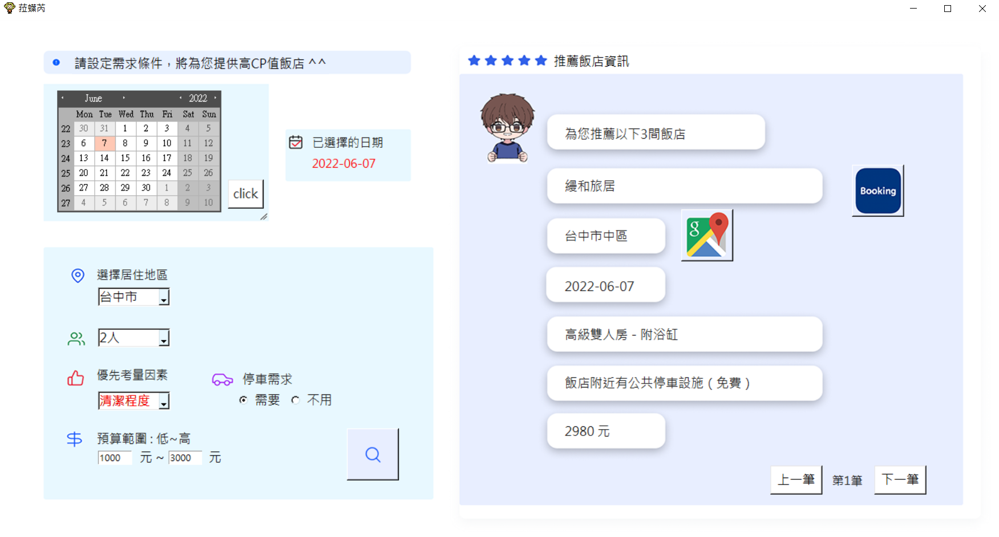 菈蝶芮
請設定需求條件，將為您提供高CP值飯店 ^^
June 2022
Mon Tue Wed Thu Fri Sat Sun
22 30 31 1 2 3 4 5
23 6 7 8 9 10 11 12
24 13 14 15 16 17 18 19
25 20 21 22 23 24 25 26
26 27 28 29 30 1 2 3
27 4 5 6 7 8 9 10
click
已選擇的日期
2022-06-07
選擇居住地區
台中市
2人
優先考量因素
清潔程度
停車需求
需要 不用
預算範圍 : 低~高
1000 元 ~ 3000 元
推薦飯店資訊
為您推薦以下3間飯店
縵和旅居
Booking
台中市中區
g
2022-06-07
高級雙人房 - 附浴缸
飯店附近有公共停車設施（免費）
2980 元
上一筆 第1筆 下一筆